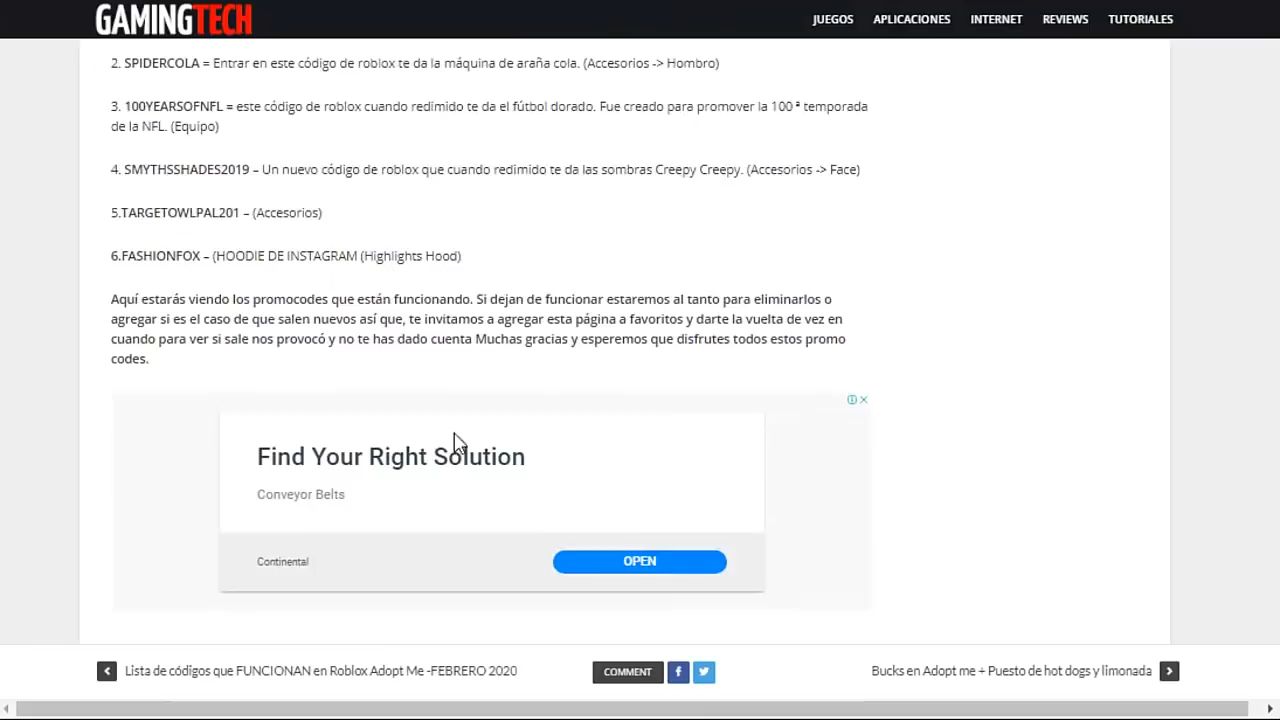 GAMINGTECH
JUEGOS APLICACIONES INTERNET REVIEWS TUTORIALES
2. SPIDERCOLA = Entrar en este código de roblox te da la máquina de araña cola. (Accesorios -> Hombro)
3. 100YEARSOFNFL = este código de roblox cuando redimido te da el fútbol dorado. Fue creado para promover la 100 ª temporada
de la NFL. (Equipo)
4. SMYTHSSHADES2019 – Un nuevo código de roblox que cuando redimido te da las sombras Creepy Creepy. (Accesorios -> Face)
5.TARGETOWLPAL201 – (Accesorios)
6.FASHIONFOX – (HOODIE DE INSTAGRAM (Highlights Hood)
Aquí estarás viendo los promocodes que están funcionando. Si dejan de funcionar estaremos al tanto para eliminarlos o
agregar si es el caso de que salen nuevos así que, te invitamos a agregar esta página a favoritos y darte la vuelta de vez en
cuando para ver si sale nos provocó y no te has dado cuenta Muchas gracias y esperemos que disfrutes todos estos promo
codes.
Find Your Right Solution
Conveyor Belts
Continental
OPEN
Lista de códigos que FUNCIONAN en Roblox Adopt Me -FEBRERO 2020
COMMENT
Bucks en Adopt me + Puesto de hot dogs y limonada